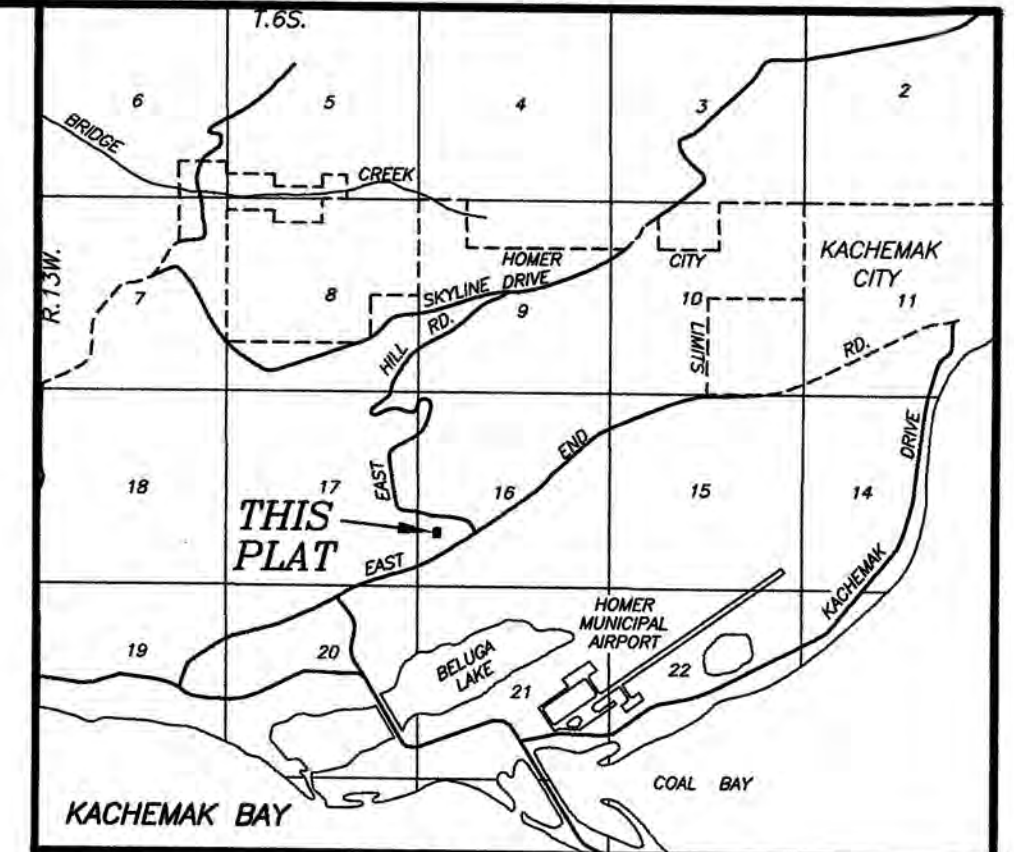 T.6S.
6
5
4
3
2
BRIDGE
CREEK
R.13W.
7
8
HOMER
SKYLINE DRIVE
9
CITY
10
LIMITS
KACHEMAK
CITY
11
HILL RD.
RD.
18
17
EAST
16
END
15
14
DRIVE
THIS
PLAT
EAST
KACHEMAK
19
20
BELUGA
LAKE
21
HOMER
MUNICIPAL
AIRPORT
22
COAL BAY
KACHEMAK BAY